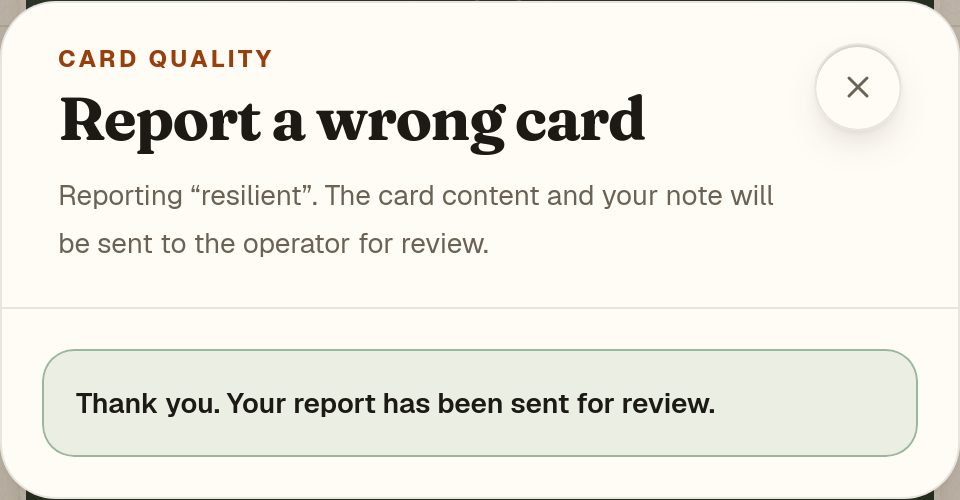 CARD QUALITY
Report a wrong card
Reporting “resilient”. The card content and your note will
be sent to the operator for review.
Thank you. Your report has been sent for review.